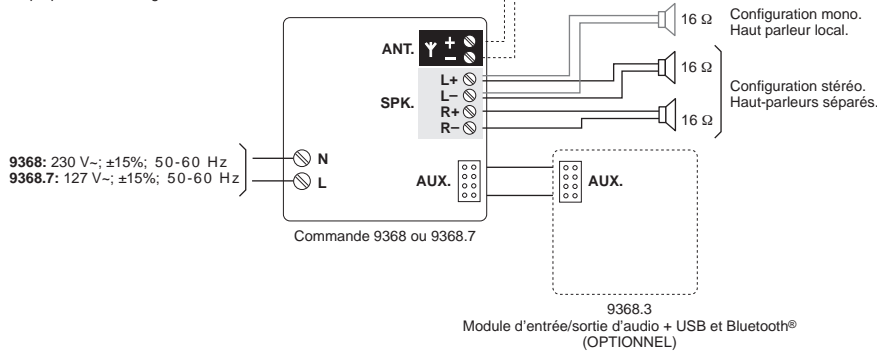 16 Ω
Configuration mono.
Haut parleur local.
ANT.
+
−
L+
L−
R+
R−
SPK.
16 Ω
16 Ω
Configuration stéréo.
Haut-parleurs séparés.
9368: 230 V~; ±15%; 50-60 Hz
9368.7: 127 V~; ±15%; 50-60 Hz
N
L
AUX.
AUX.
Commande 9368 ou 9368.7
9368.3
Module d'entrée/sortie d'audio + USB et Bluetooth®
(OPTIONNEL)